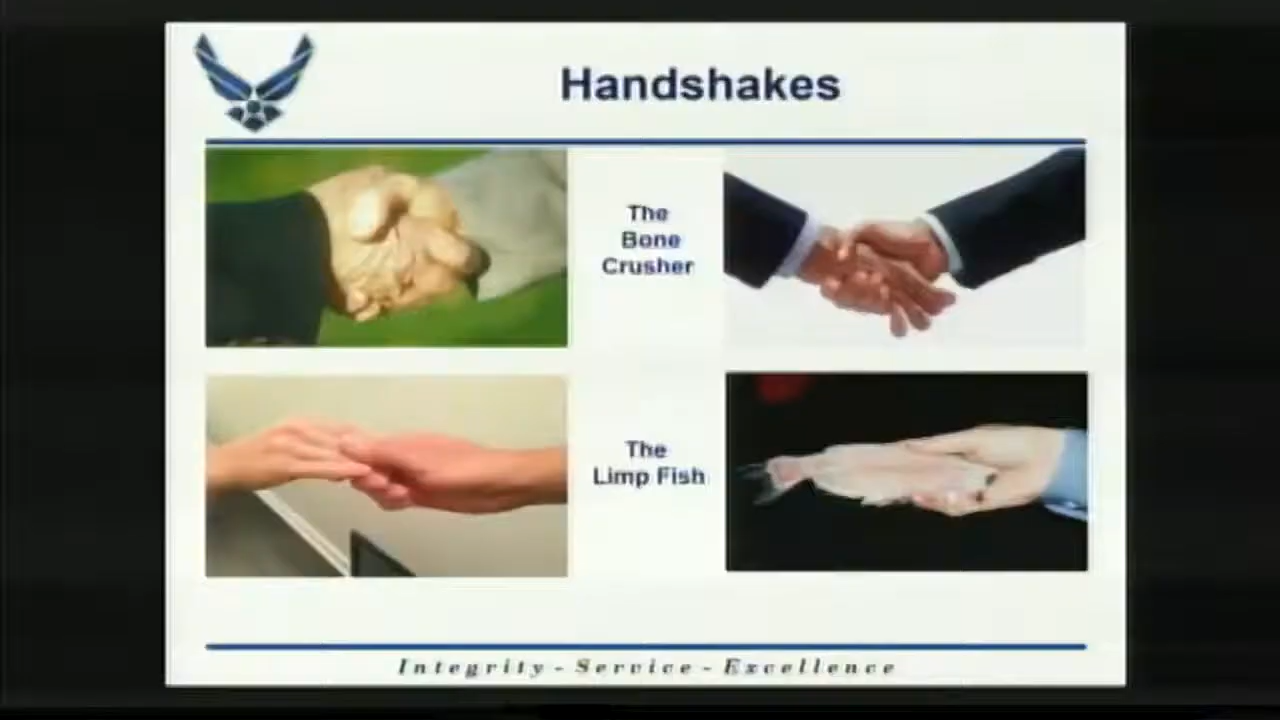 Handshakes
The
Bone
Crusher
The
Limp Fish
Integrity - Service - Excellence